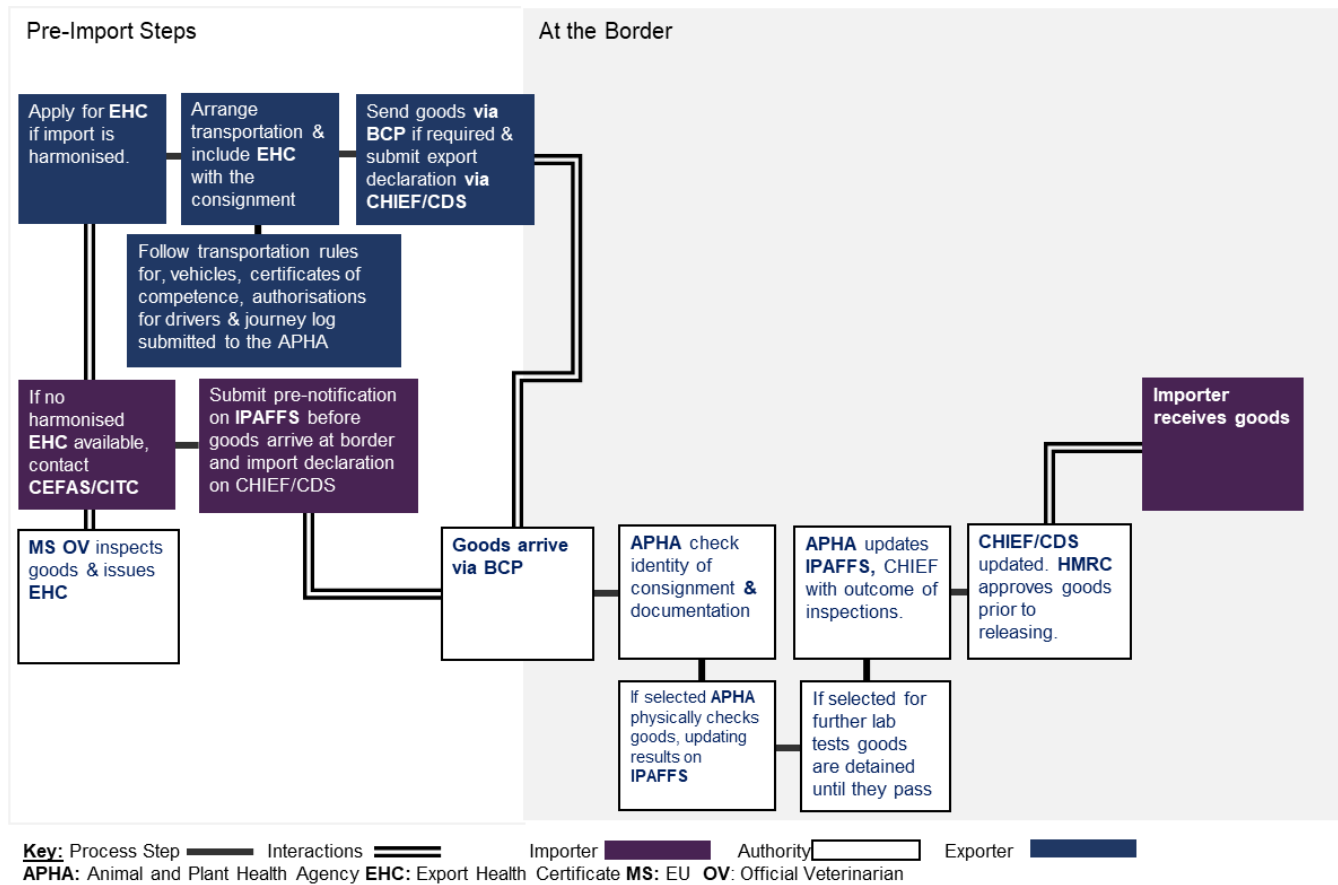 Pre-Import Steps
At the Border
Apply for EHC
if import is
harmonised.
Arrange
transportation &
include EHC
with the
consignment
Send goods via
BCP if required &
submit export
declaration via
CHIEF/CDS
Follow transportation rules
for, vehicles, certificates of
competence, authorisations
for drivers & journey log
submitted to the APHA
If no
harmonised
EHC available,
contact
CEFAS/CITC
Submit pre-notification
on IPAFFS before
goods arrive at border
and import declaration
on CHIEF/CDS
Importer
receives goods
MS OV inspects
goods & issues
EHC
Goods arrive
via BCP
APHA check
identity of
consignment &
documentation
APHA updates
IPAFFS, CHIEF
with outcome of
inspections.
CHIEF/CDS
updated. HMRC
approves goods
prior to
releasing.
If selected APHA
physically checks
goods, updating
results on
IPAFFS
If selected for
further lab
tests goods
are detained
until they pass
Key: Process Step Interactions Importer Authority Exporter
APHA: Animal and Plant Health Agency EHC: Export Health Certificate MS: EU OV: Official Veterinarian